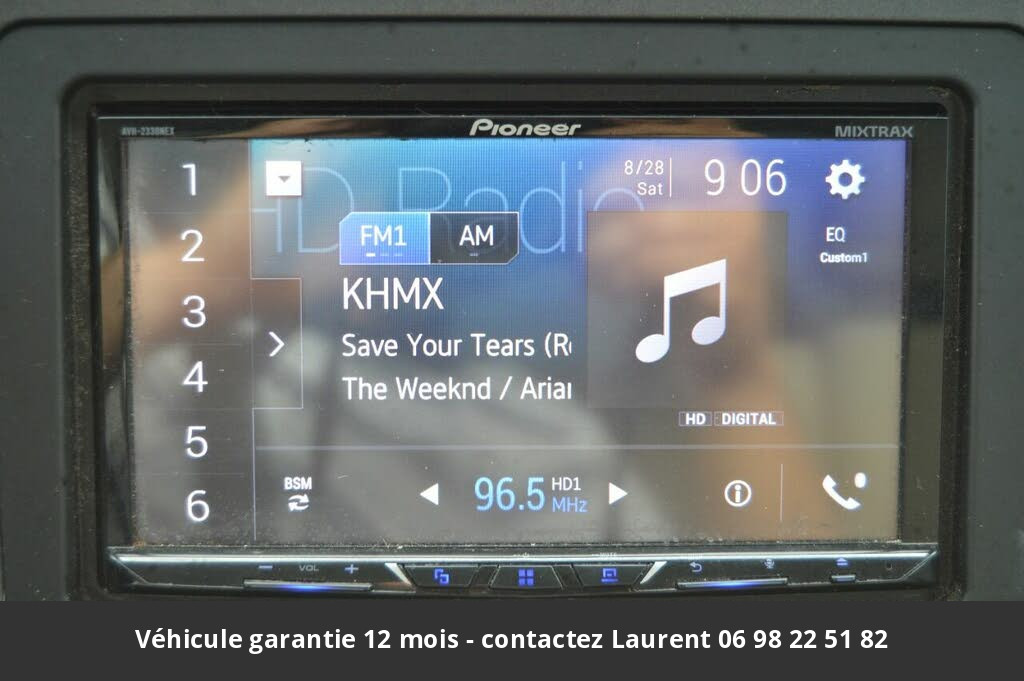 AVH-2330NEX
Pioneer
MIXTRAX
HD Radio
8/28
Sat
9 06
1
2
3
4
5
6
FM1
AM
EQ
Custom1
KHMX
Save Your Tears (R
The Weeknd / Aria
HD DIGITAL
BSM
96.5
HD1
MHz
VOL
Véhicule garantie 12 mois - contactez Laurent 06 98 22 51 82